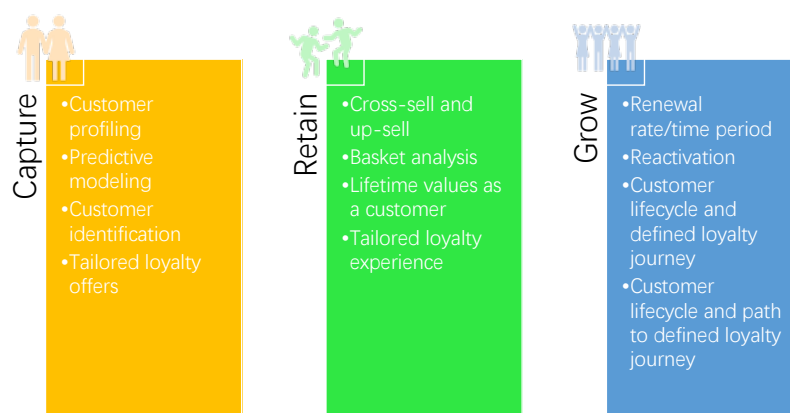 Capture
•Customer
profiling
•Predictive
modeling
•Customer
identification
•Tailored loyalty
offers
Retain
•Cross-sell and
up-sell
•Basket analysis
•Lifetime values as
a customer
•Tailored loyalty
experience
Grow
•Renewal
rate/time period
•Reactivation
•Customer
lifecycle and
defined loyalty
journey
•Customer
lifecycle and path
to defined loyalty
journey